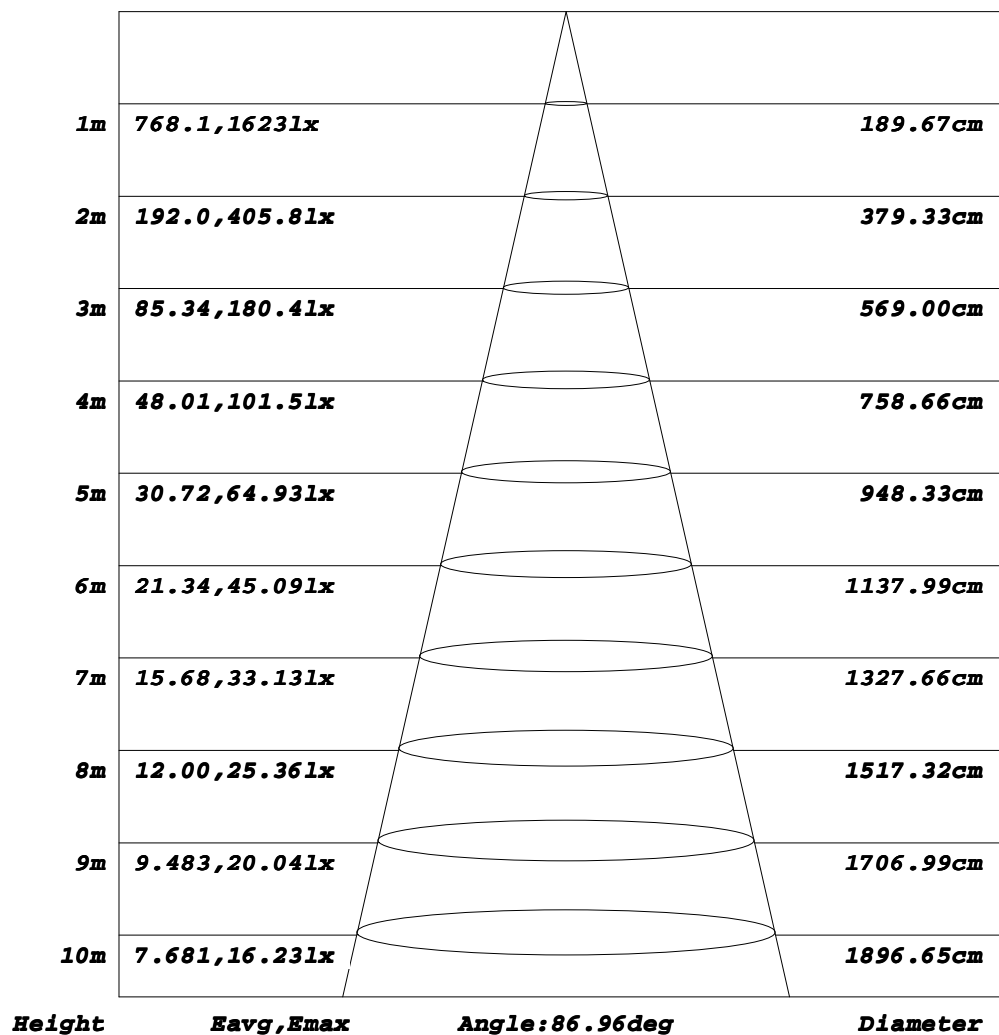 1m 768.1,1623lx 189.67cm
2m 192.0,405.8lx 379.33cm
3m 85.34,180.4lx 569.00cm
4m 48.01,101.5lx 758.66cm
5m 30.72,64.93lx 948.33cm
6m 21.34,45.09lx 1137.99cm
7m 15.68,33.13lx 1327.66cm
8m 12.00,25.36lx 1517.32cm
9m 9.483,20.04lx 1706.99cm
10m 7.681,16.23lx 1896.65cm
Height Eavg,Emax Angle:86.96deg Diameter